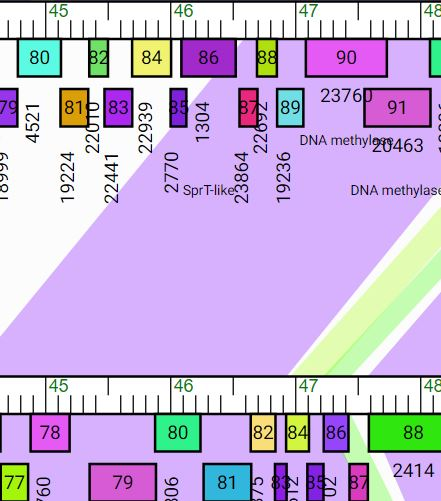 45 46 47 48
80 82 84 86 88 90
79 81 83 85 87 89 91
4521 22010 22939 1304 22692 23760
18999 19224 22441 2770 23864 19236 20463
DNA methylase
SprT-like DNA methylase
45 46 47 48
78 80 82 84 86 88
77 79 81 83 85 87
2414